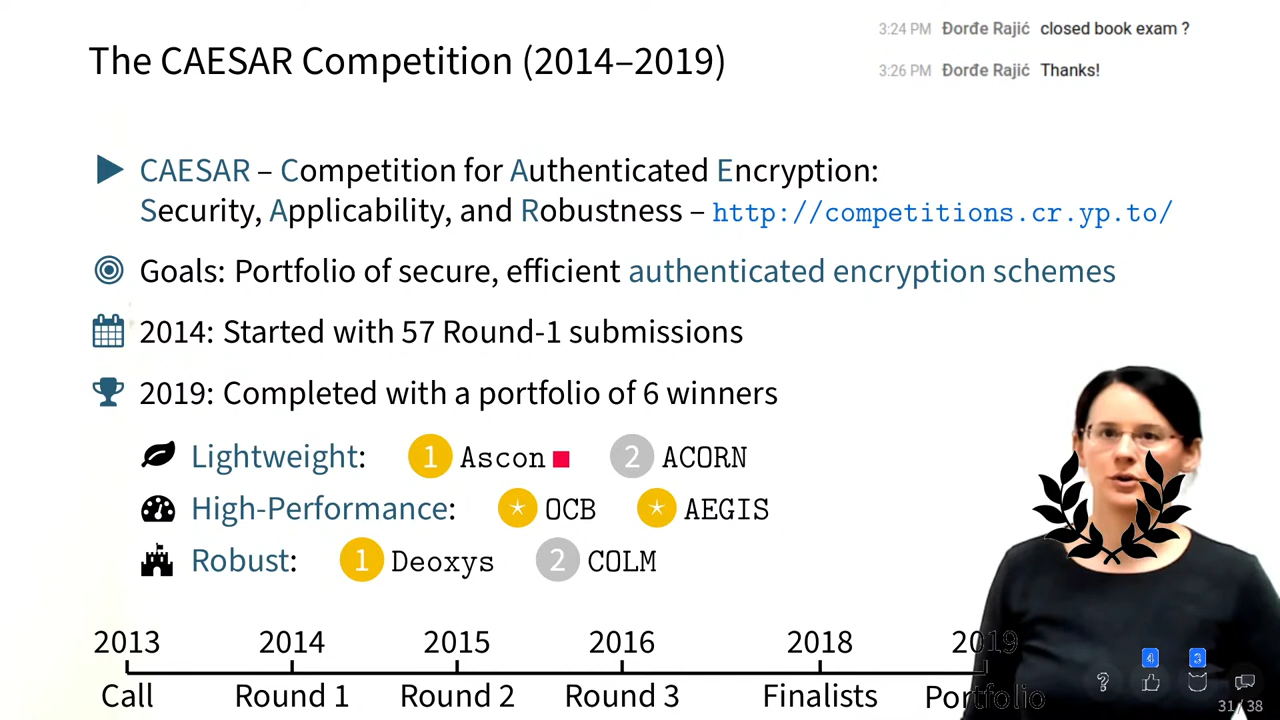 The CAESAR Competition (2014–2019)
3:24 PM Đorđe Rajić closed book exam ?
3:26 PM Đorđe Rajić Thanks!
CAESAR – Competition for Authenticated Encryption:
Security, Applicability, and Robustness – http://competitions.cr.yp.to/
Goals: Portfolio of secure, efficient authenticated encryption schemes
2014: Started with 57 Round-1 submissions
2019: Completed with a portfolio of 6 winners
Lightweight: 1 Ascon 2 ACORN
High-Performance: OCB AEGIS
Robust: 1 Deoxys 2 COLM
2013 2014 2015 2016 2018 2019
Call Round 1 Round 2 Round 3 Finalists Portfolio
4 3
?
31/38